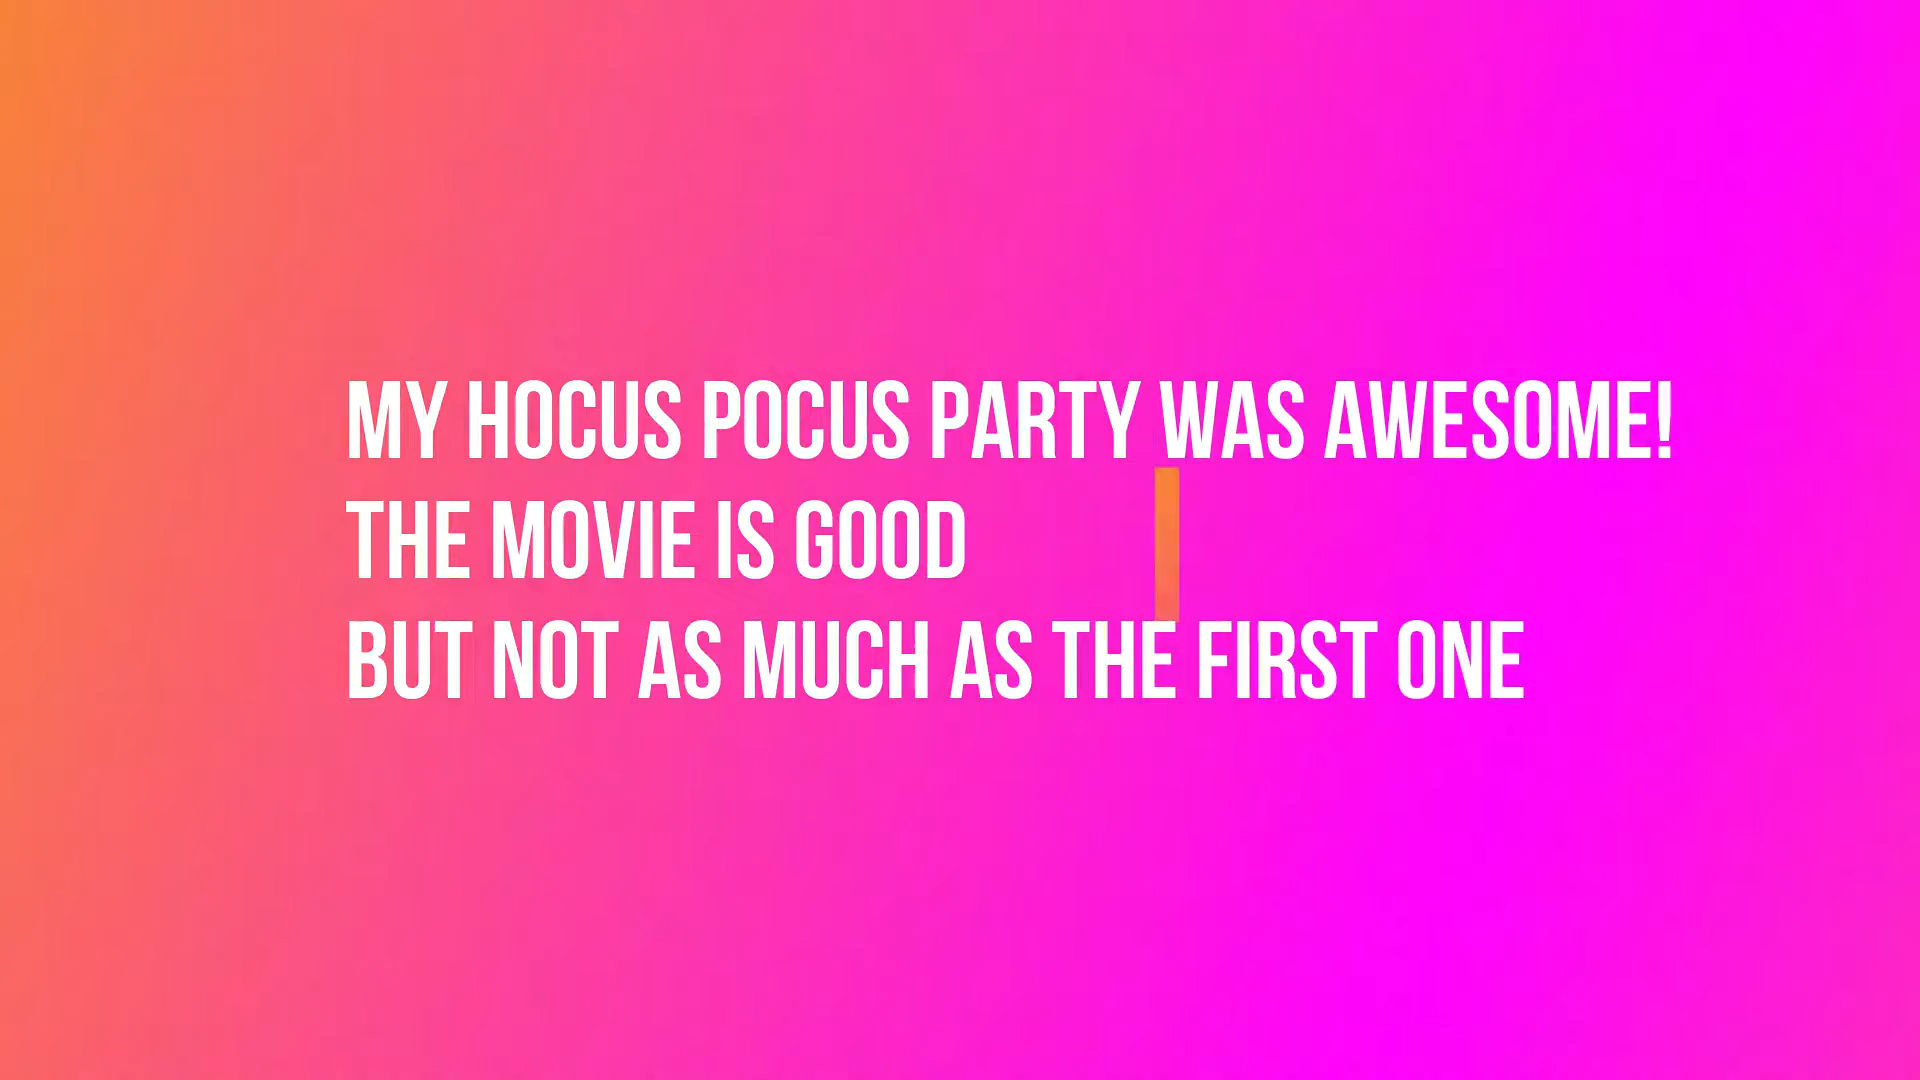 MY HOCUS POCUS PARTY WAS AWESOME!
THE MOVIE IS GOOD
BUT NOT AS MUCH AS THE FIRST ONE